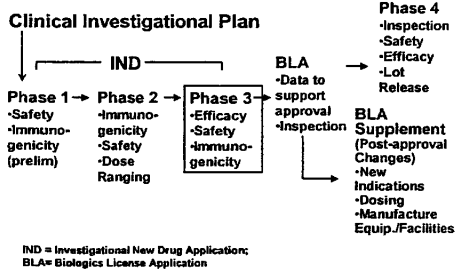 Clinical Investigational Plan
IND
Phase 1
•Safety
•Immuno-
genicity
(prelim)
Phase 2
•Immuno-
genicity
•Safety
•Dose
Ranging
Phase 3
•Efficacy
•Safety
•Immuno-
genicity
BLA
•Data to
support
approval
•Inspection
Phase 4
•Inspection
•Safety
•Efficacy
•Lot
Release
BLA
Supplement
(Post-approval
Changes)
•New
Indications
•Dosing
•Manufacture
Equip./Facilities
IND = Investigational New Drug Application;
BLA= Biologics License Application